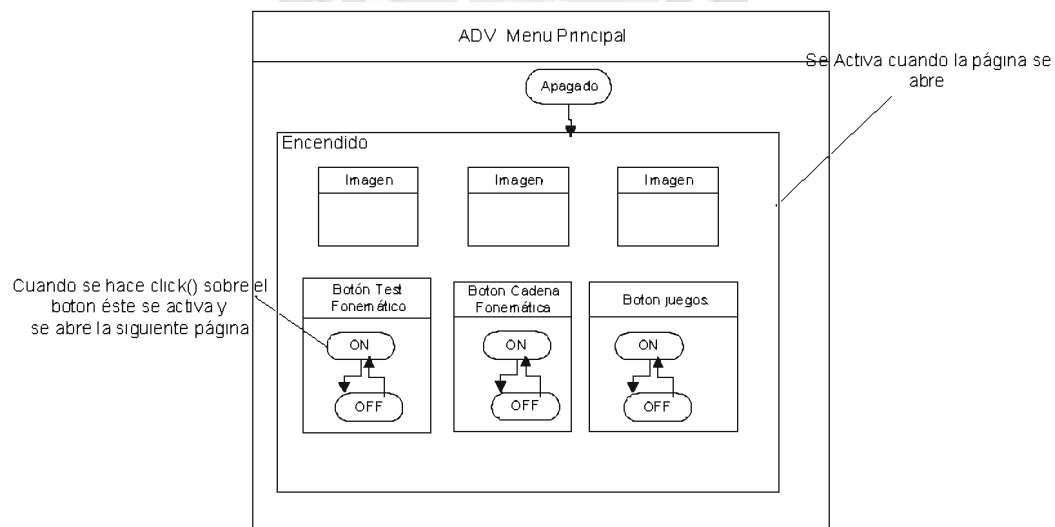 ADV Menu Principal
Se Activa cuando la página se
abre
Apagado
Encendido
Imagen
Imagen
Imagen
Cuando se hace click() sobre el
boton éste se activa y
se abre la siguiente página
Botón Test
Fonemático
Boton Cadena
Fonemática
Boton juegos.
ON
ON
ON
OFF
OFF
OFF